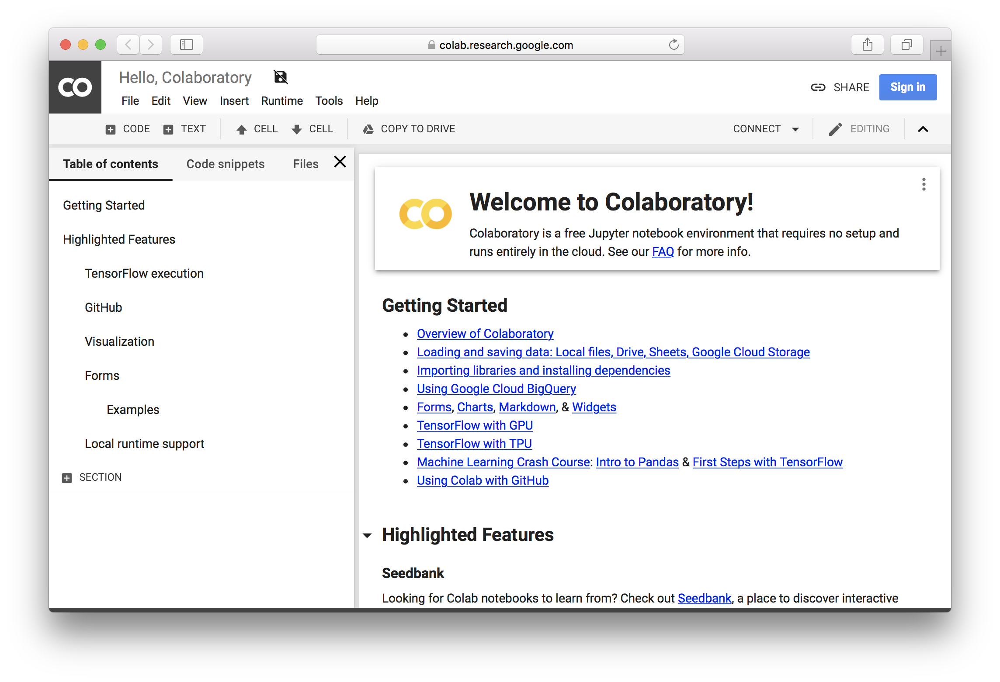 colab.research.google.com
CO
Hello, Colaboratory
SHARE
Sign in
File Edit View Insert Runtime Tools Help
CODE TEXT CELL CELL COPY TO DRIVE CONNECT EDITING
Table of contents Code snippets Files
Getting Started
Highlighted Features
TensorFlow execution
GitHub
Visualization
Forms
Examples
Local runtime support
SECTION
CO
Welcome to Colaboratory!
Colaboratory is a free Jupyter notebook environment that requires no setup and
runs entirely in the cloud. See our FAQ for more info.
Getting Started
Overview of Colaboratory
Loading and saving data: Local files, Drive, Sheets, Google Cloud Storage
Importing libraries and installing dependencies
Using Google Cloud BigQuery
Forms, Charts, Markdown, & Widgets
TensorFlow with GPU
TensorFlow with TPU
Machine Learning Crash Course: Intro to Pandas & First Steps with TensorFlow
Using Colab with GitHub
Highlighted Features
Seedbank
Looking for Colab notebooks to learn from? Check out Seedbank, a place to discover interactive